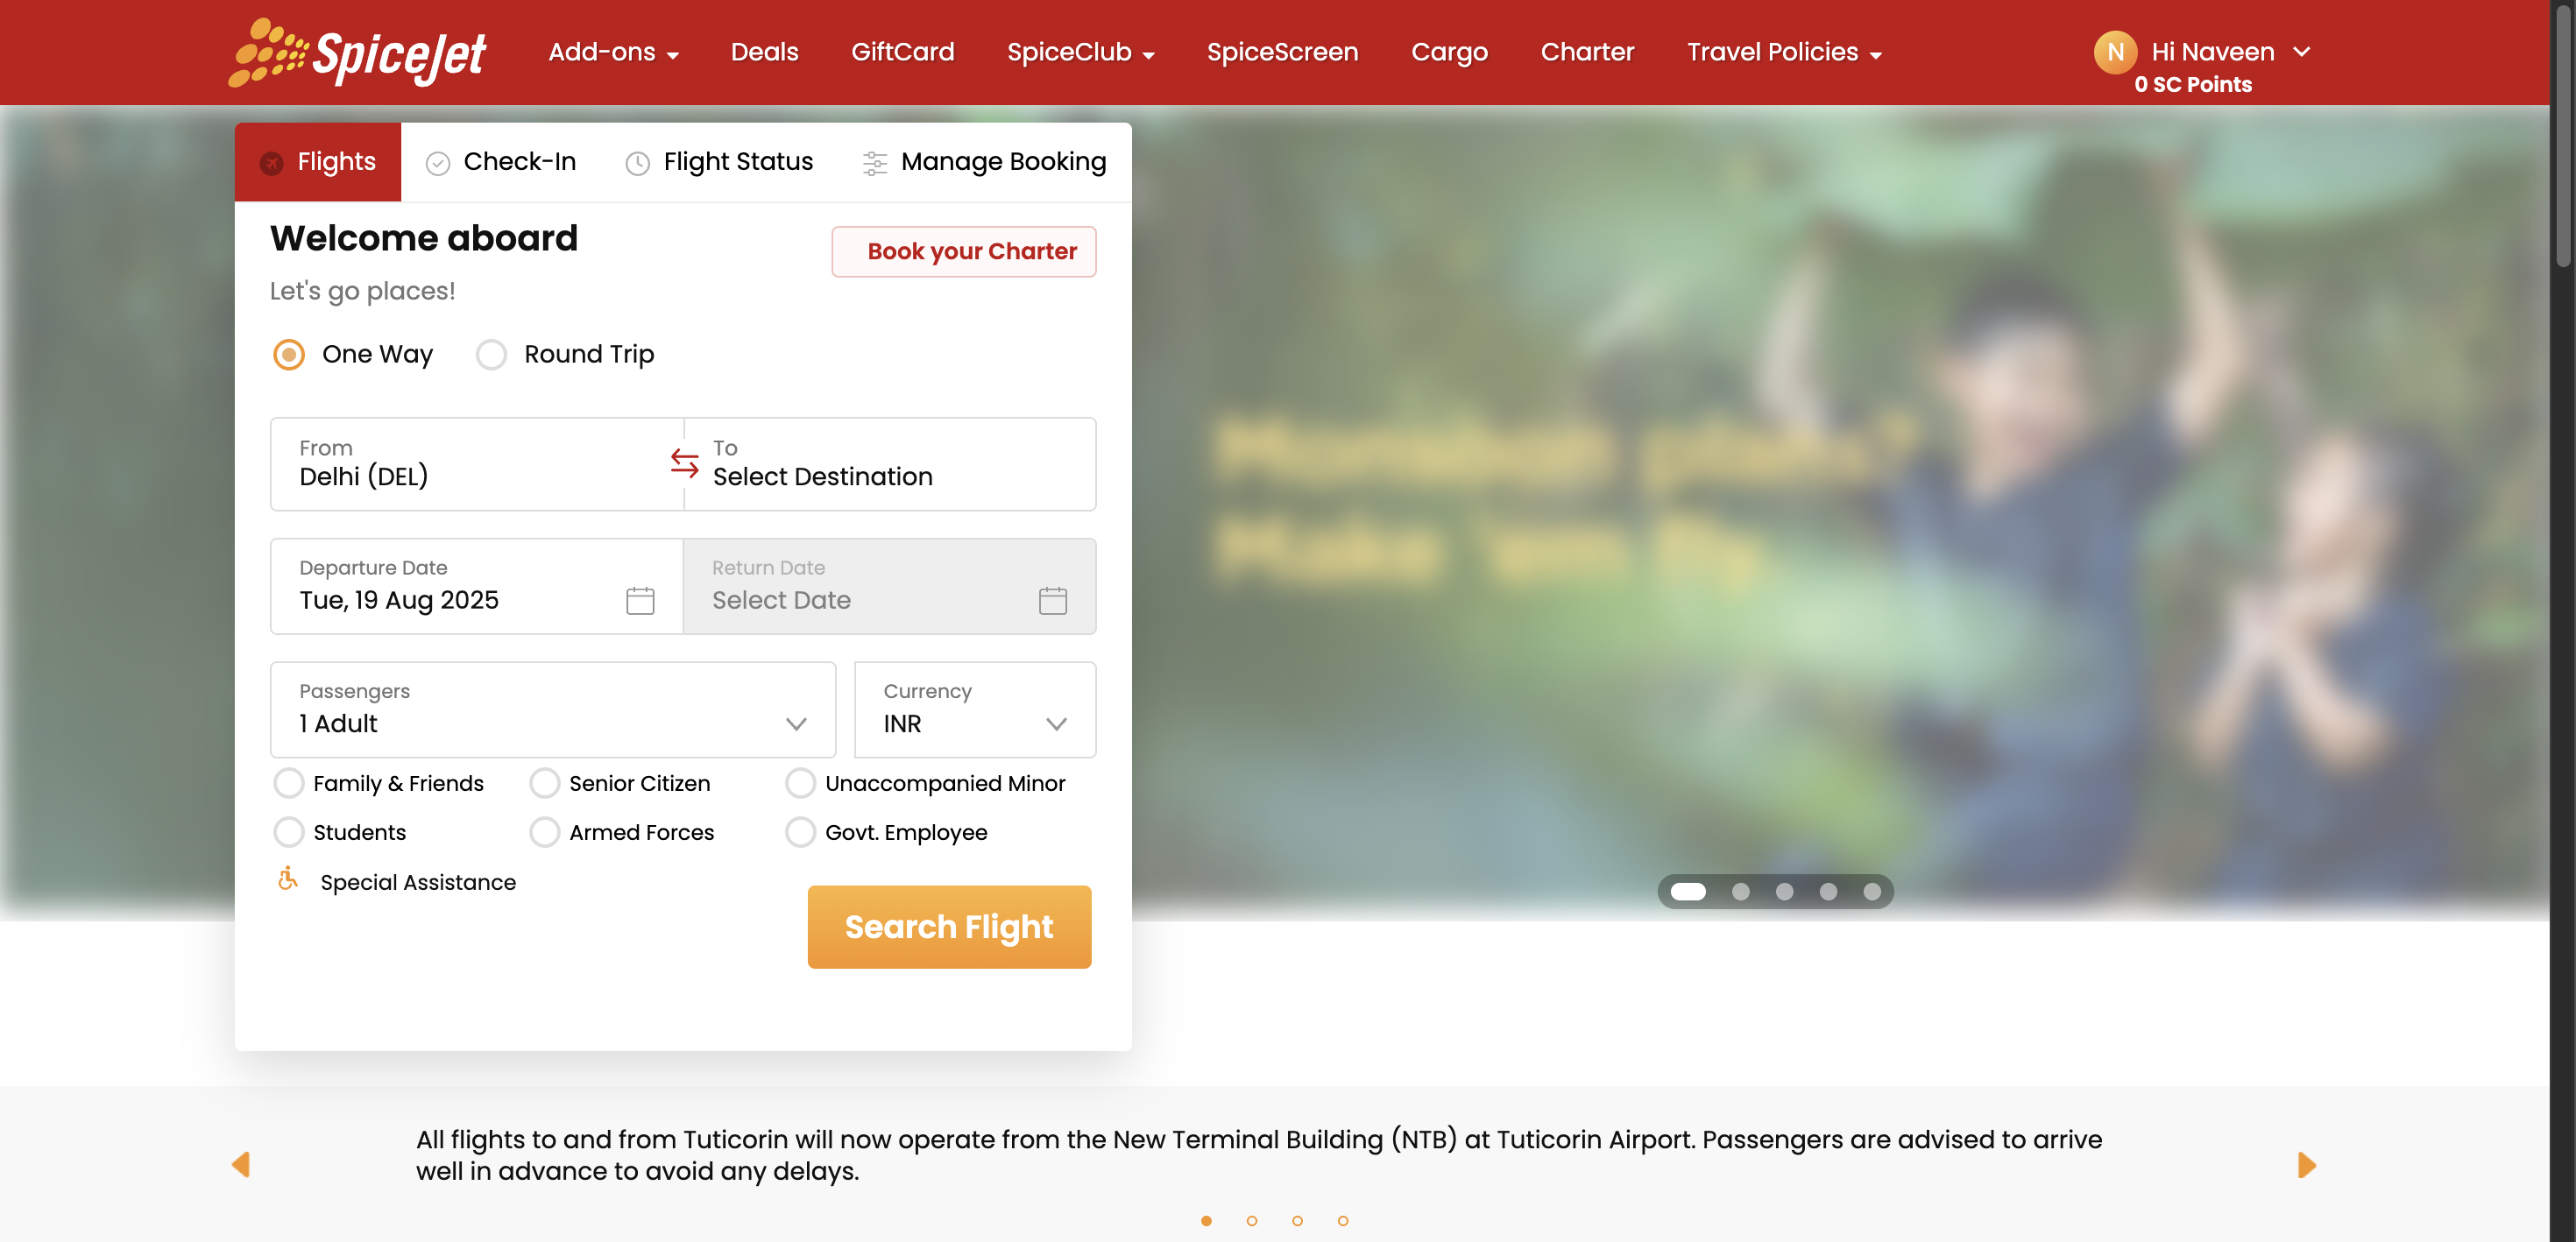 SpiceJet
Add-ons
Deals
GiftCard
SpiceClub
SpiceScreen
Cargo
Charter
Travel Policies
N
Hi Naveen
0 SC Points
Flights
Check-In
Flight Status
Manage Booking
Welcome aboard
Book your Charter
Let's go places!
One Way
Round Trip
From
Delhi (DEL)
To
Select Destination
Departure Date
Tue, 19 Aug 2025
Return Date
Select Date
Passengers
1 Adult
Currency
INR
Family & Friends
Senior Citizen
Unaccompanied Minor
Students
Armed Forces
Govt. Employee
Special Assistance
Search Flight
plans?
Make 'em fly
All flights to and from Tuticorin will now operate from the New Terminal Building (NTB) at Tuticorin Airport. Passengers are advised to arrive
well in advance to avoid any delays.